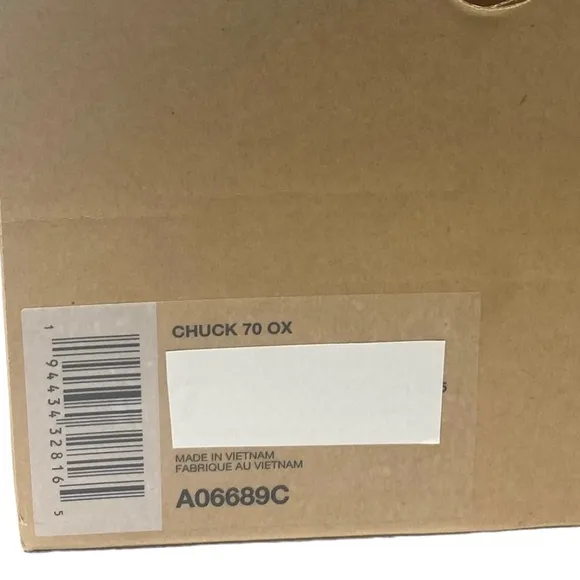 CHUCK 70 OX
MADE IN VIETNAM
FABRIQUE AU VIETNAM
A06689C
1 94434 32816 5